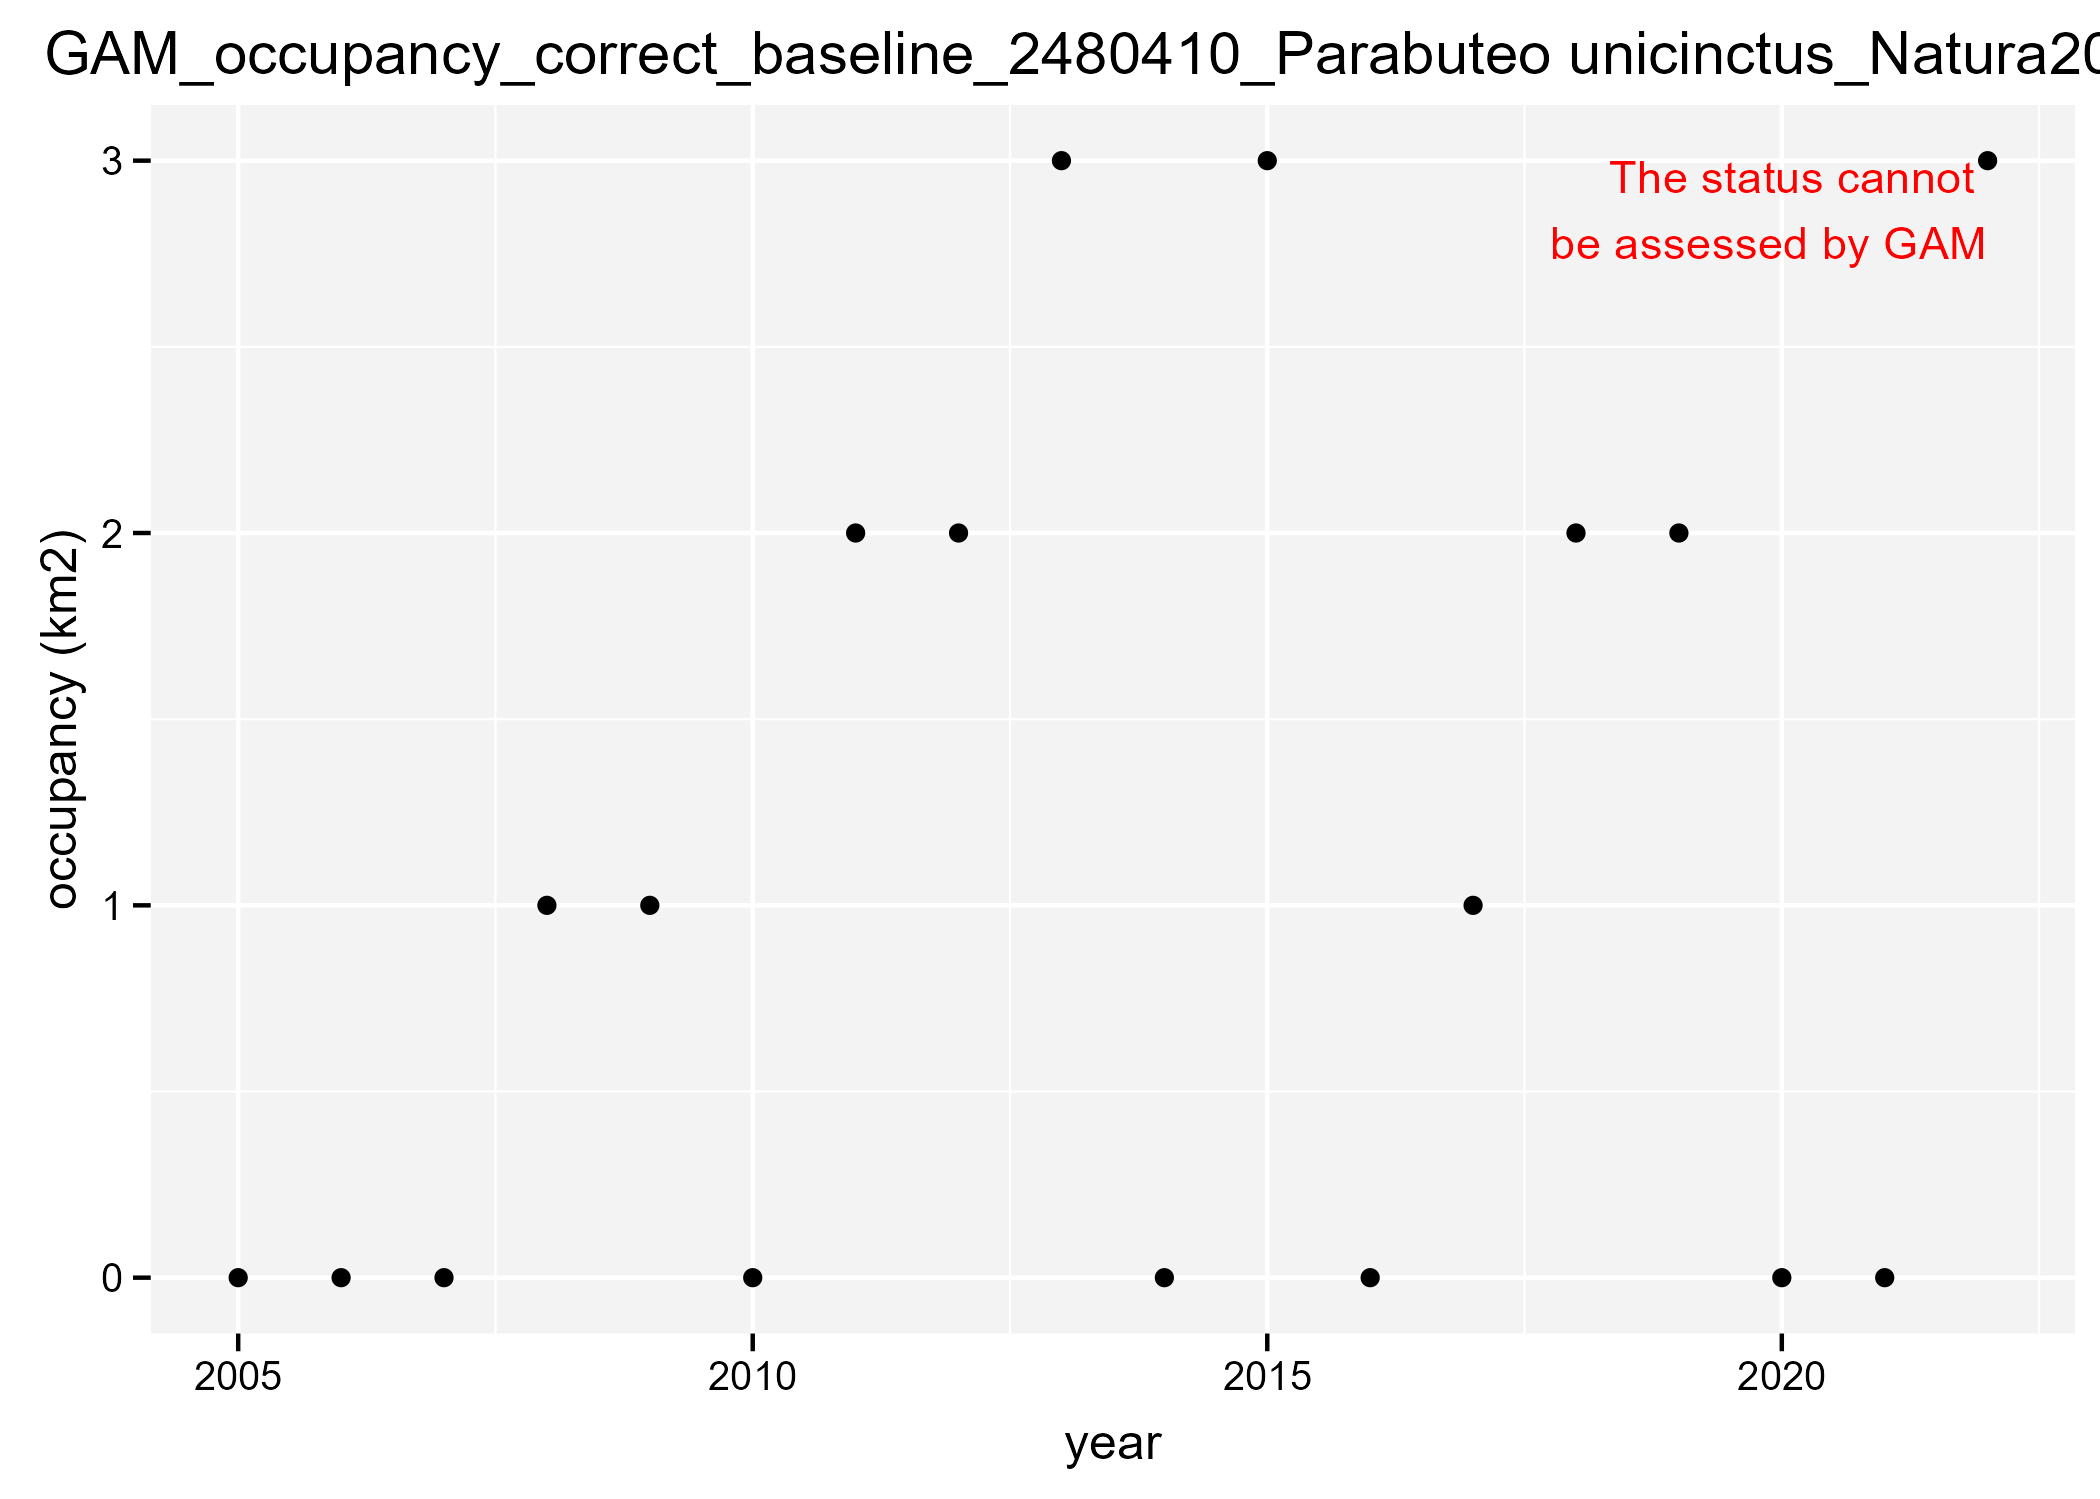 GAM_occupancy_correct_baseline_2480410_Parabuteo unicinctus_Natura20
The status cannot
be assessed by GAM
3
2
1
0
occupancy (km2)
2005 2010 2015 2020
year